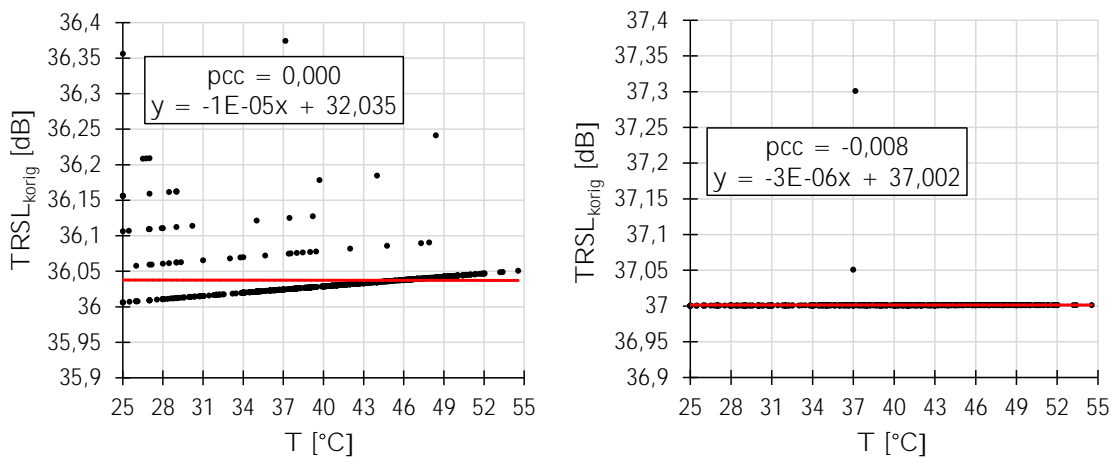 36,4
36,35
36,3
36,25
36,2
36,15
36,1
36,05
36
35,95
35,9
TRSLkorig [dB]
pcc = 0,000
y = -1E-05x + 32,035
25 28 31 34 37 40 43 46 49 52 55
T [°C]
37,4
37,35
37,3
37,25
37,2
37,15
37,1
37,05
37
36,95
36,9
TRSLkorig [dB]
pcc = -0,008
y = -3E-06x + 37,002
25 28 31 34 37 40 43 46 49 52 55
T [°C]